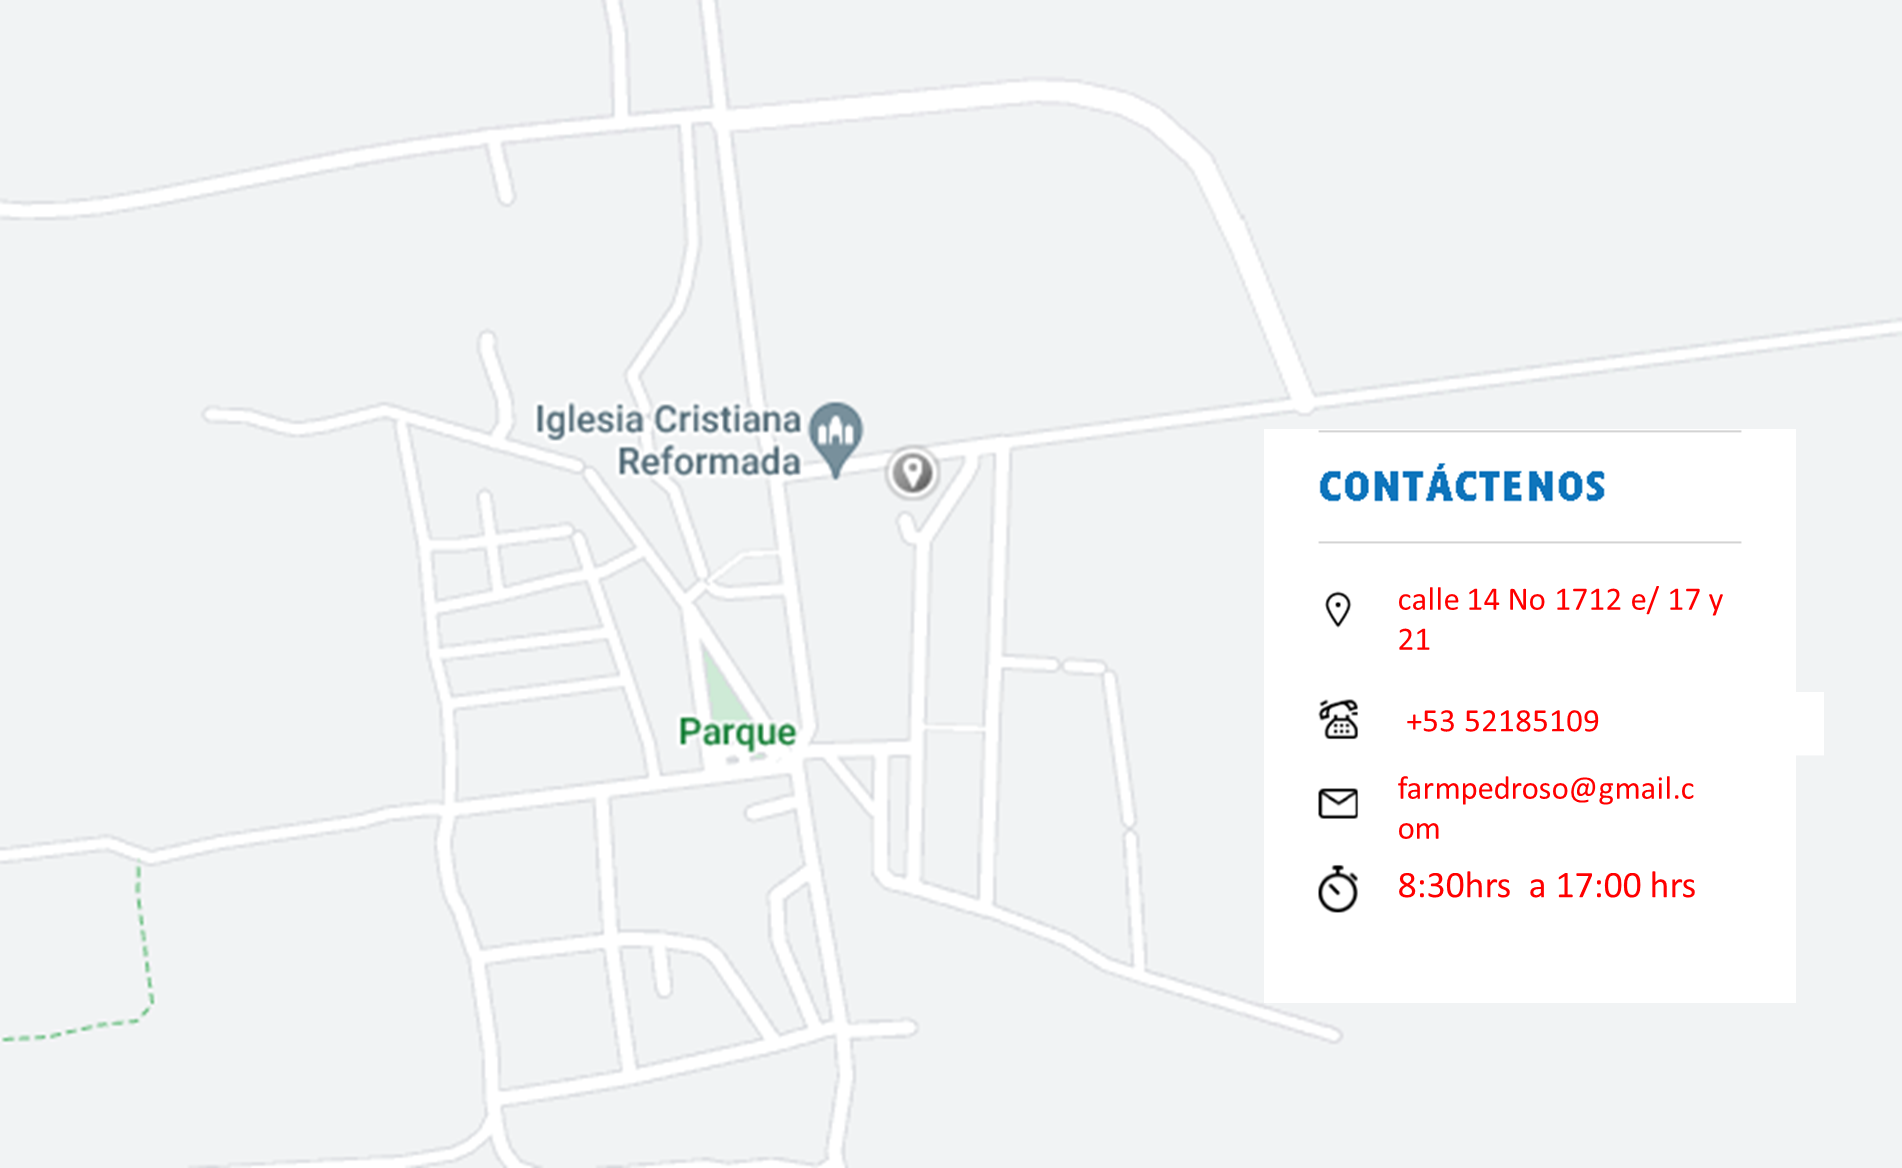 Iglesia Cristiana
Reformada
Parque
CONTÁCTENOS
calle 14 No 1712 e/ 17 y
21
+53 52185109
farmpedroso@gmail.c
om
8:30hrs  a 17:00 hrs